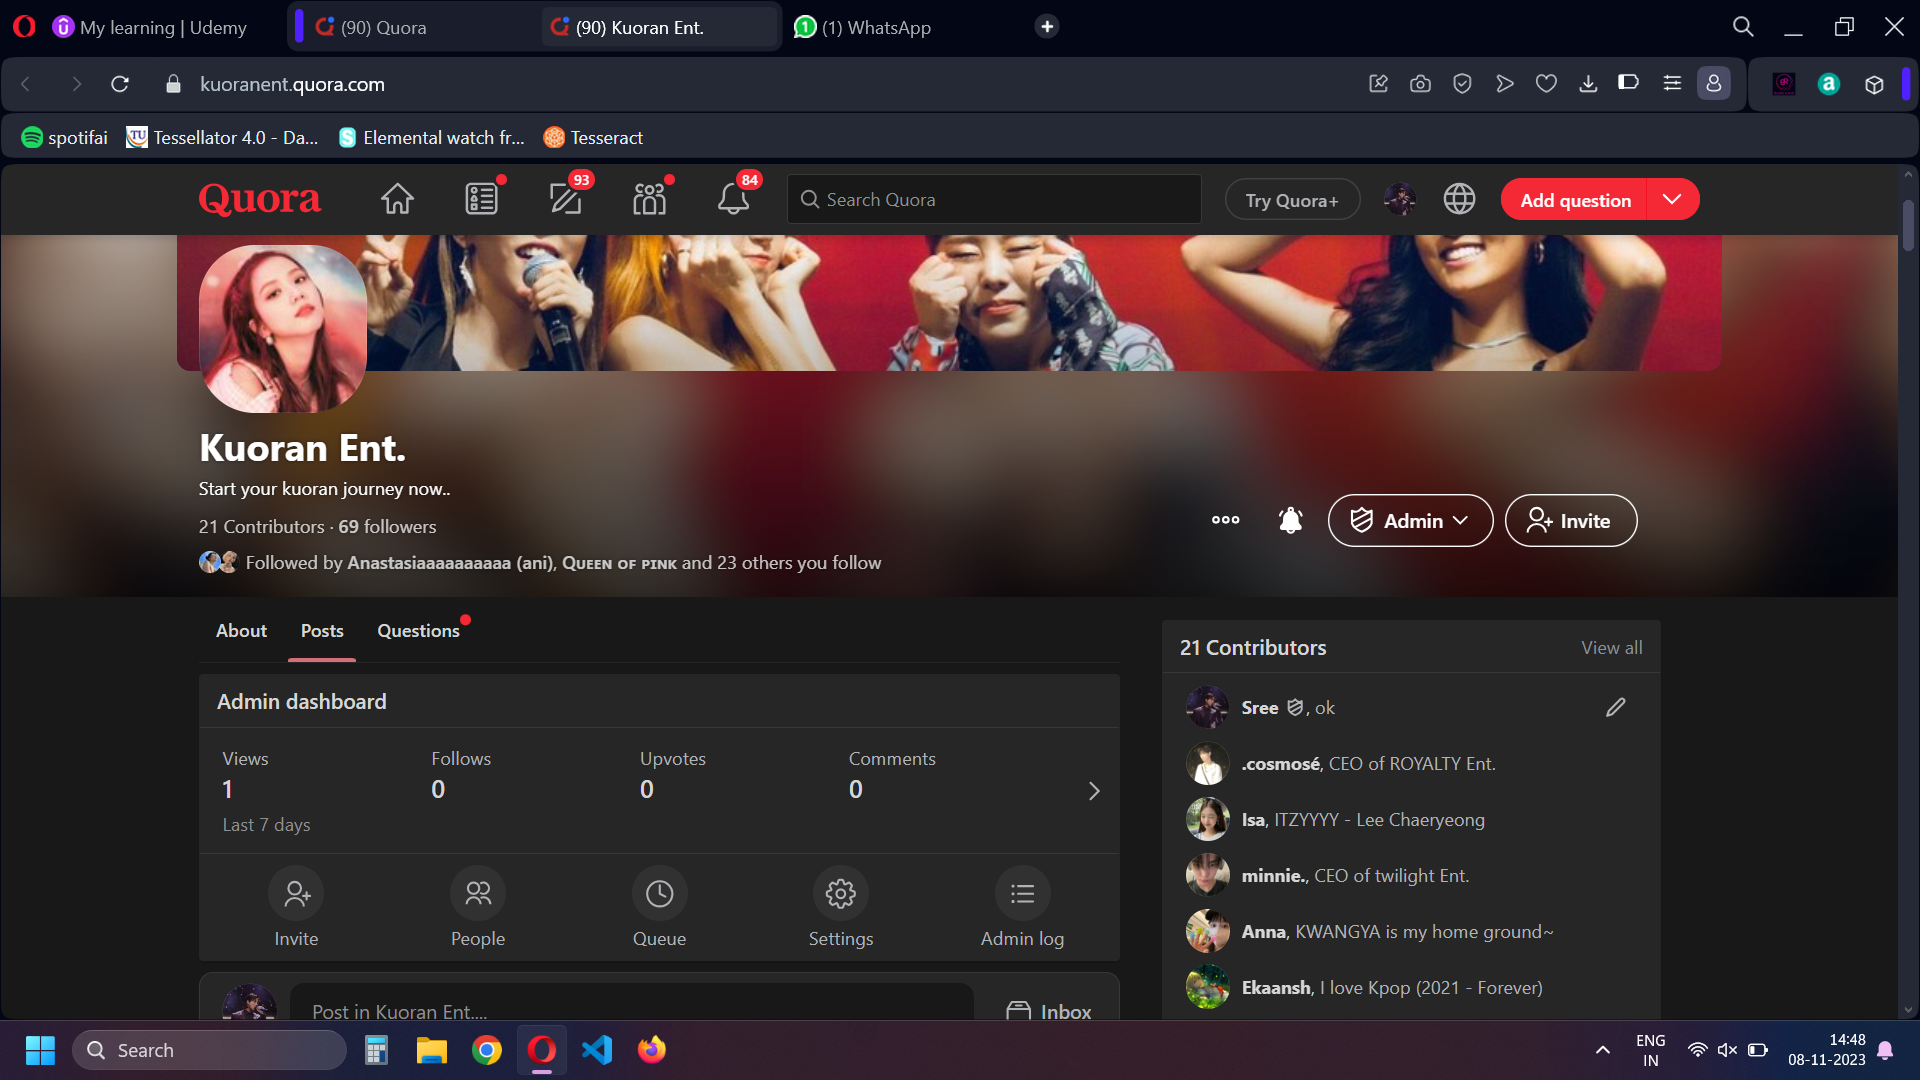 My learning | Udemy
(90) Quora
(90) Kuoran Ent.
1
(1) WhatsApp
kuoranent.quora.com
a
spotifai
TU
Tessellator 4.0 - Da...
S
Elemental watch fr...
Tesseract
Quora
93
84
Search Quora
Try Quora+
Add question
Kuoran Ent.
Start your kuoran journey now..
21 Contributors · 69 followers
Followed by Anastasiaaaaaaaaaa (ani), Queen of pink and 23 others you follow
Admin
Invite
About
Posts
Questions
Admin dashboard
Views
Follows
Upvotes
Comments
1
0
0
0
Last 7 days
Invite
People
Queue
Settings
Admin log
Post in Kuoran Ent....
Inbox
21 Contributors
View all
Sree , ok
.cosmosé, CEO of ROYALTY Ent.
Isa, ITZYYYY - Lee Chaeryeong
minnie., CEO of twilight Ent.
Anna, KWANGYA is my home ground~
Ekaansh, I love Kpop (2021 - Forever)
Search
ENG
IN
14:48
08-11-2023